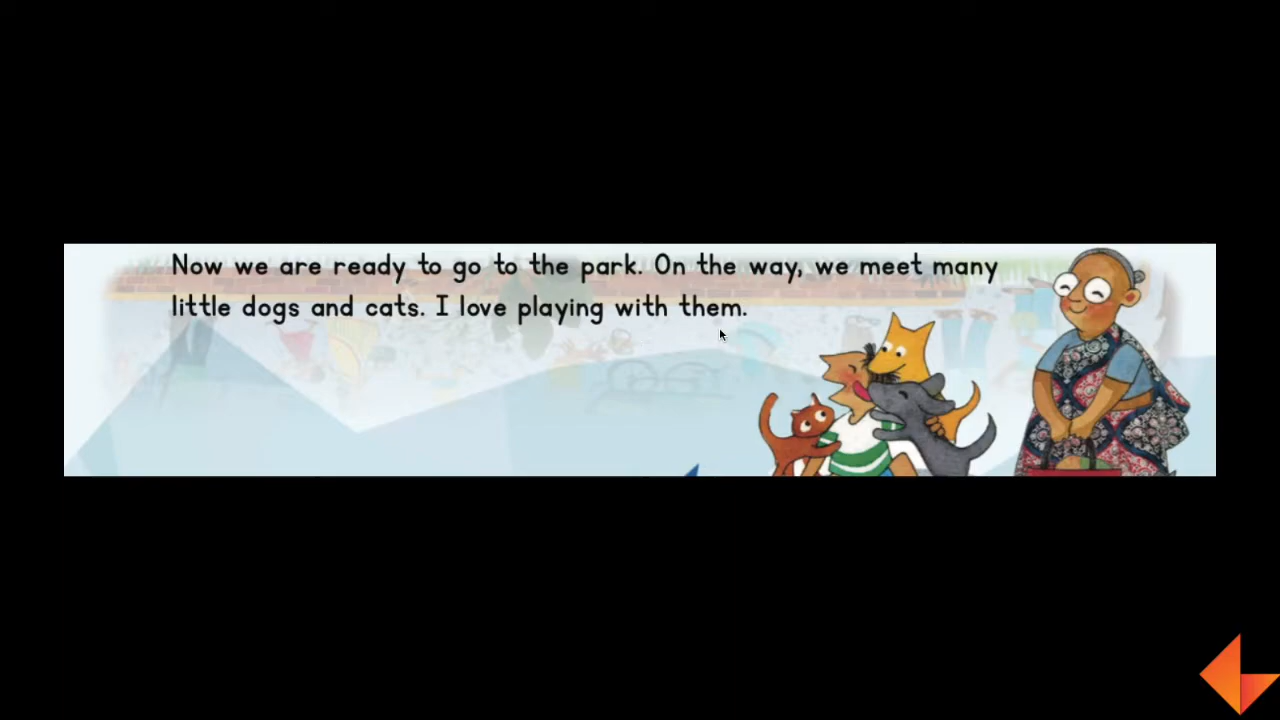 Now we are ready to go to the park. On the way, we meet many
little dogs and cats. I love playing with them.